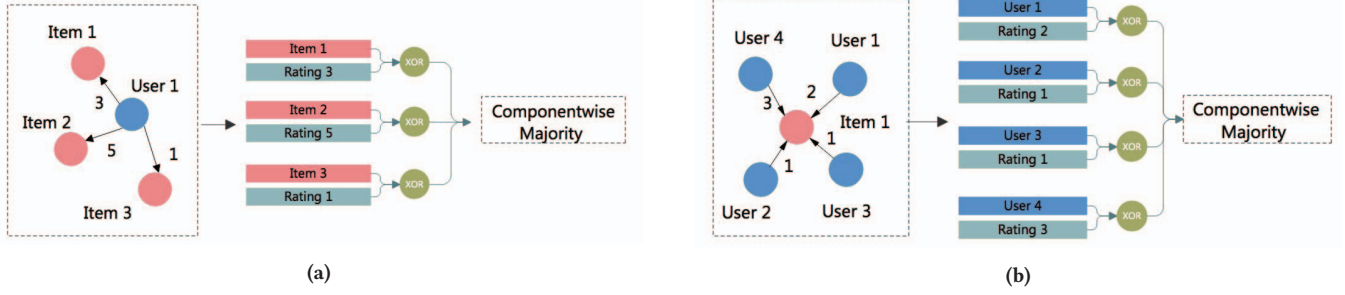 Item 1
User 1
3
Item 2
5
1
Item 3
Item 1
Rating 3
XOR
Item 2
Rating 5
XOR
Item 3
Rating 1
XOR
Componentwise
Majority
(a)
User 4
User 1
3
2
Item 1
1
1
User 2
User 3
User 1
Rating 2
XOR
User 2
Rating 1
XOR
User 3
Rating 1
XOR
User 4
Rating 3
XOR
Componentwise
Majority
(b)